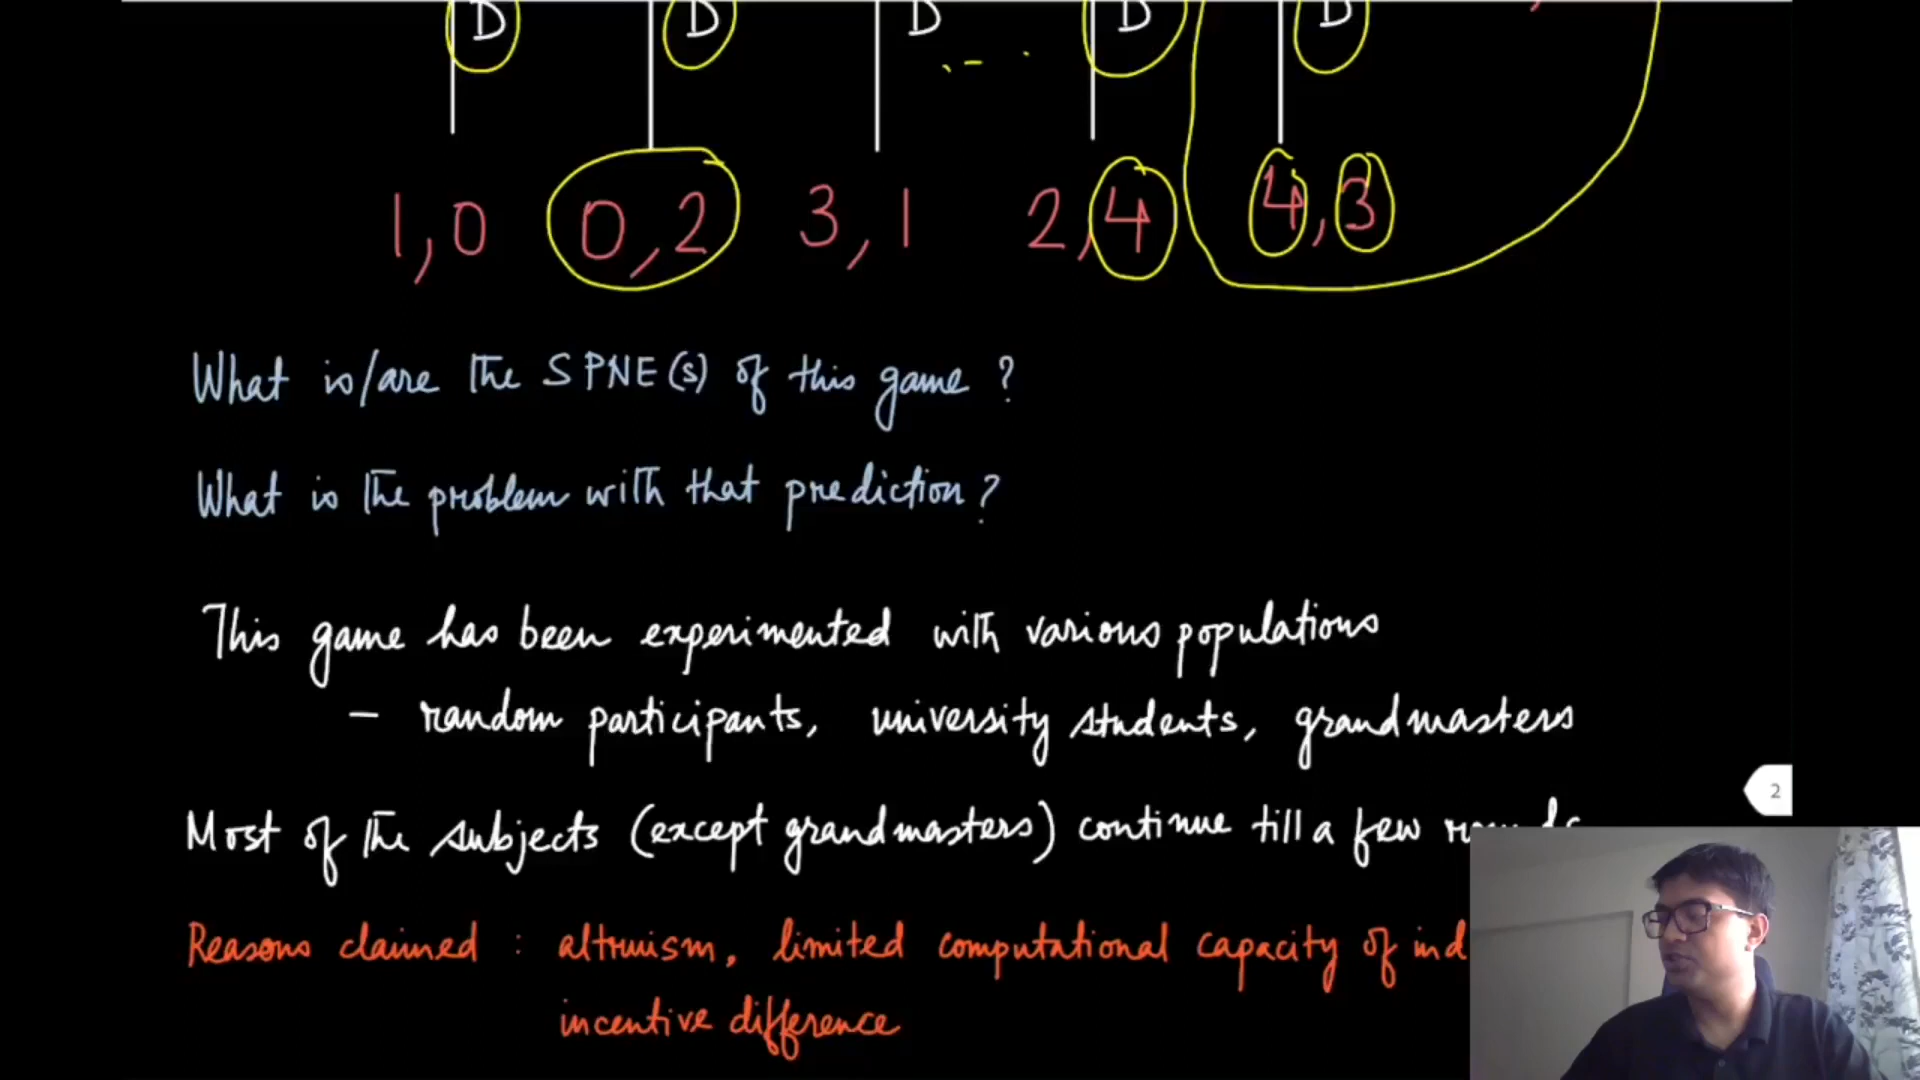 D D D D D
1,0 0,2 3,1 2,4 4,3
What is/are the SPNE(s) of this game ?
What is the problem with that prediction ?
This game has been experimented with various populations
- random participants, university students, grandmasters
2
Most of the subjects (except grandmasters) continue till a few
Reasons claimed : altruism, limited computational capacity of
incentive difference